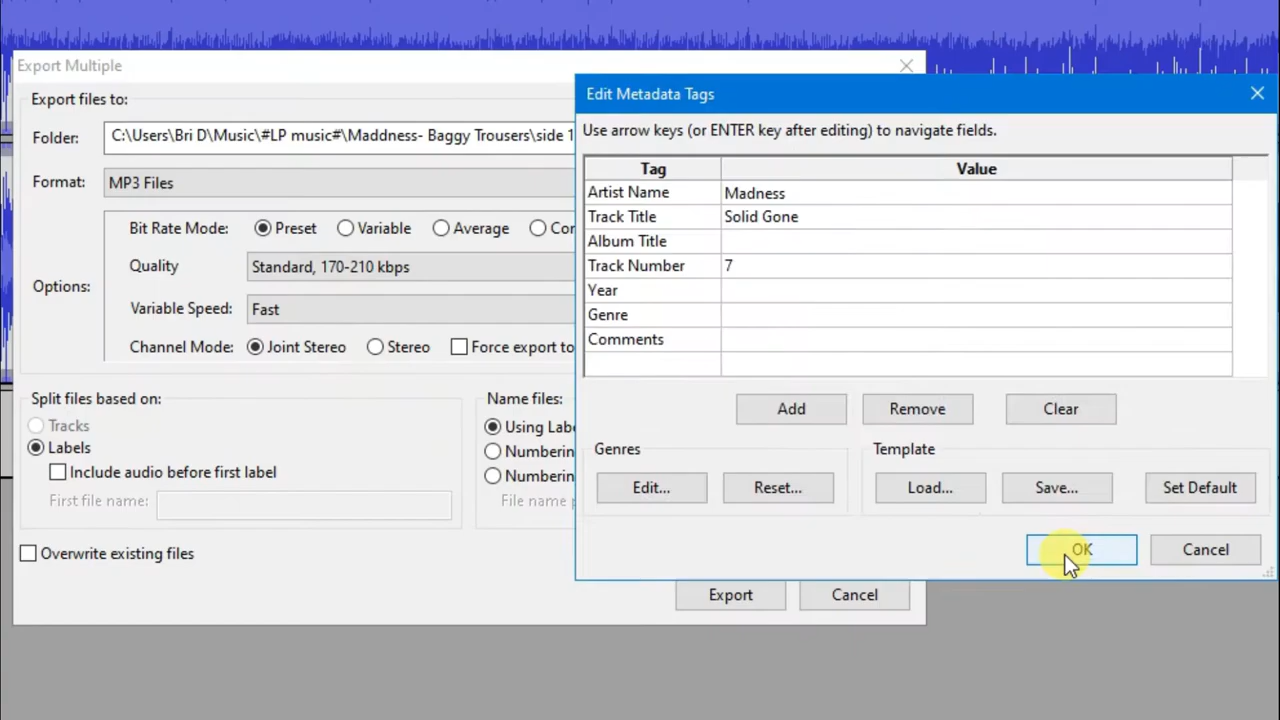 Export Multiple
Export files to:
Folder:
C:\Users\Bri D\Music\#LP music#\Maddness- Baggy Trousers\side 1
Format:
MP3 Files
Bit Rate Mode:
Preset
Variable
Average
Quality
Standard, 170-210 kbps
Options:
Variable Speed:
Fast
Channel Mode:
Joint Stereo
Stereo
Force export to
Split files based on:
Tracks
Labels
Include audio before first label
First file name:
Name files:
Using
Overwrite existing files
Export
Cancel
Edit Metadata Tags
Use arrow keys (or ENTER key after editing) to navigate fields.
Tag Value
Artist Name Madness
Track Title Solid Gone
Album Title
Track Number 7
Year
Genre
Comments
Add
Remove
Clear
Genres
Edit...
Reset...
Template
Load...
Save...
Set Default
OK
Cancel